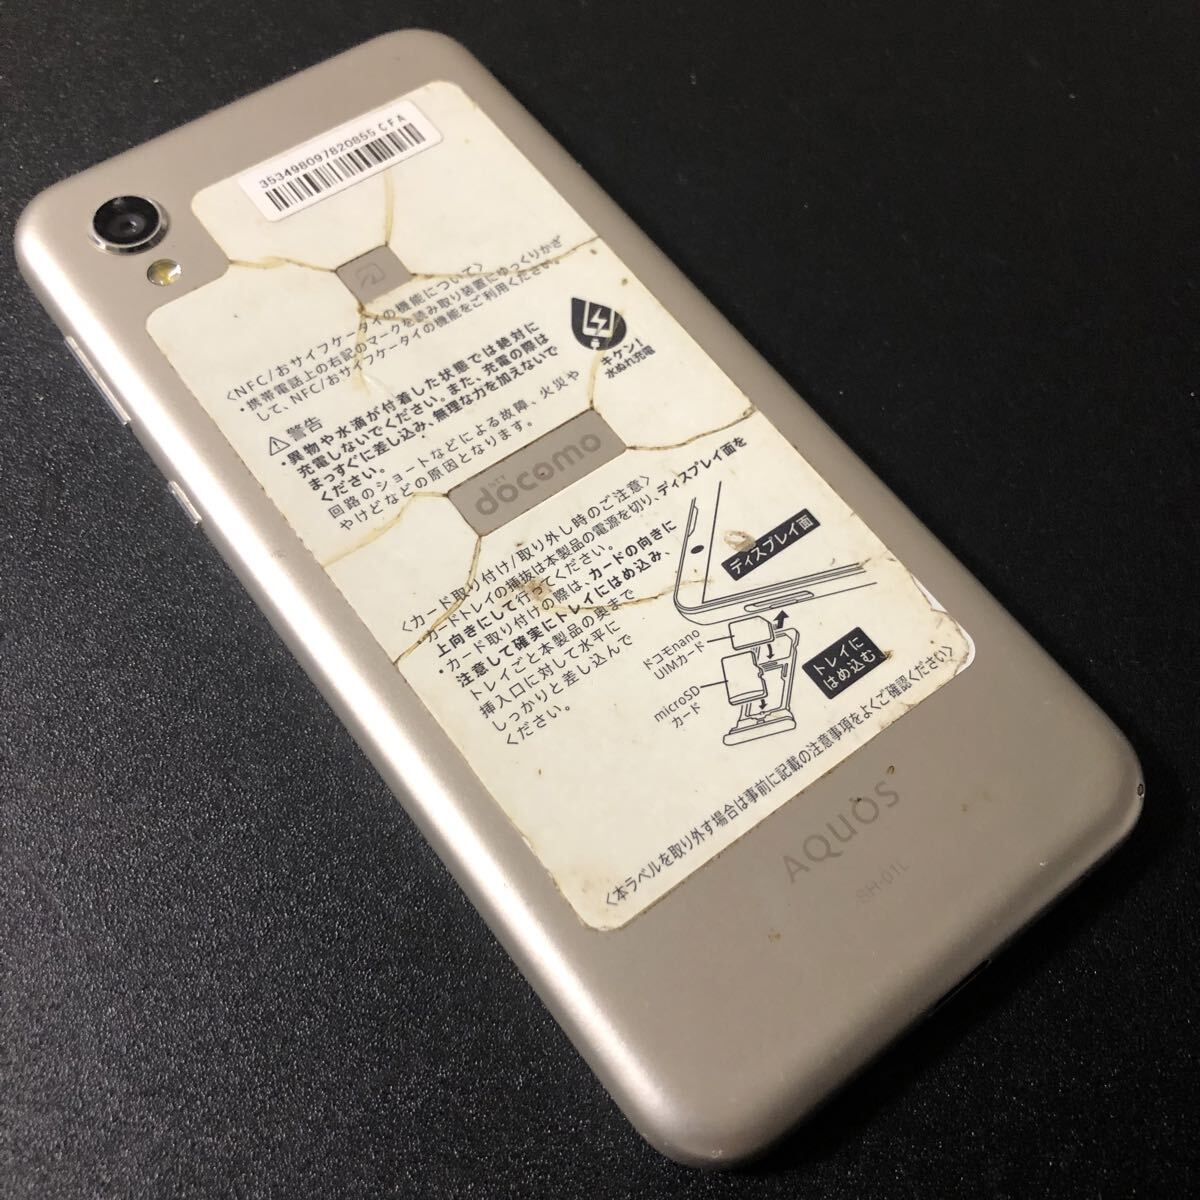 353498097820855 CFA
<NFC/おサイフケータイの機能について>
・携帯電話上の右記のマークを読み取り装置にゆっくりかざ
して、NFC/おサイフケータイの機能をご利用ください。
⚠警告
・異物や水滴が付着した状態では絶対に
充電しないでください。また、充電の際は
まっすぐに差し込み、無理な力を加えないで
ください。
回路のショートなどによる故障、火災や
やけどなどの原因となります。
キケン!
水ぬれ充電
NTT
docomo
<カード取り付け/取り外し時のご注意>
・カードトレイの挿抜は本製品の電源を切り、ディスプレイ面を
上向きにして行ってください。
・カード取り付けの際は、カードの向きに
注意して確実にトレイにはめ込み、
トレイごと本製品の奥まで
挿入口に対して水平に
しっかりと差し込んで
ください。
ディスプレイ面
ドコモnano
UIMカード
microSD
カード
トレイに
はめ込む
<本ラベルを取り外す場合は事前に記載の注意事項をよくご確認ください>
AQUOS
SH-01L